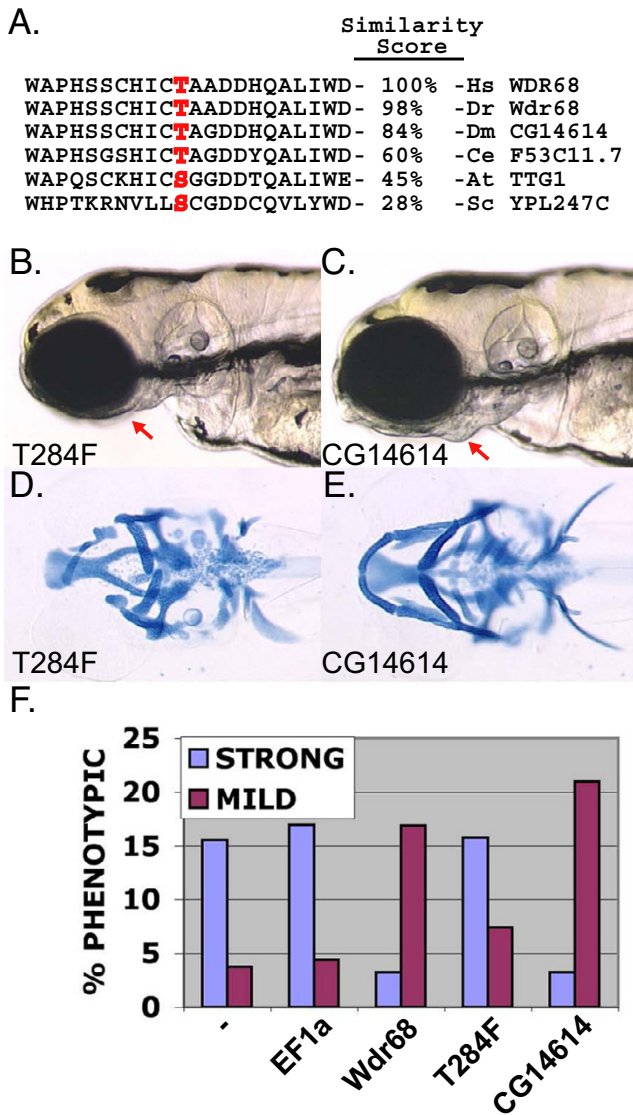 A.
Similarity
Score
WAPHSSCHICTAADDHQALIWD- 100% -Hs WDR68
WAPHSSCHICTAADDHQALIWD- 98% -Dr Wdr68
WAPHSSCHICTAGDDHQALIWD- 84% -Dm CG14614
WAPHSGSHICTAGDDYQALIWD- 60% -Ce F53C11.7
WAPQSCKHICSGGDDTQALIWE- 45% -At TTG1
WHPTKRNVLLSCGDDCQVLYWD- 28% -Sc YPL247C
B.
C.
T284F
CG14614
D.
E.
T284F
CG14614
F.
% PHENOTYPIC
25
20
15
10
5
0
STRONG
MILD
-
EF1a
Wdr68
T284F
CG14614